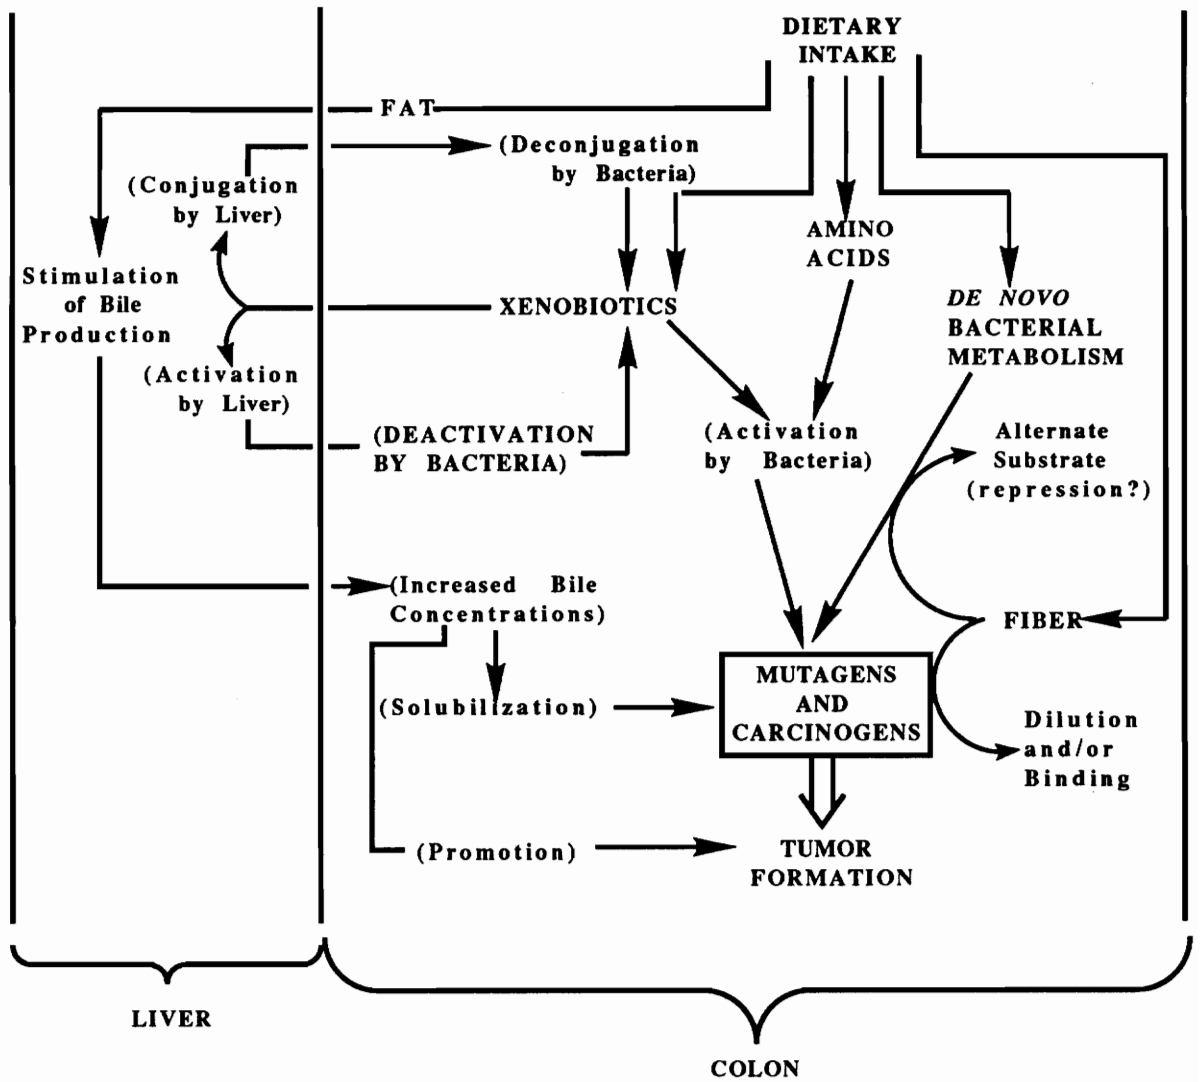 DIETARY
INTAKE
FAT
(Deconjugation
by Bacteria)
(Conjugation
by Liver)
AMINO
ACIDS
Stimulation
of Bile
Production
XENOBIOTICS
DE NOVO
BACTERIAL
METABOLISM
(Activation
by Liver)
(DEACTIVATION
BY BACTERIA)
(Activation
by Bacteria)
Alternate
Substrate
(repression?)
(Increased Bile
Concentrations)
FIBER
MUTAGENS
AND
CARCINOGENS
(Solubilization)
Dilution
and/or
Binding
(Promotion)
TUMOR
FORMATION
LIVER
COLON